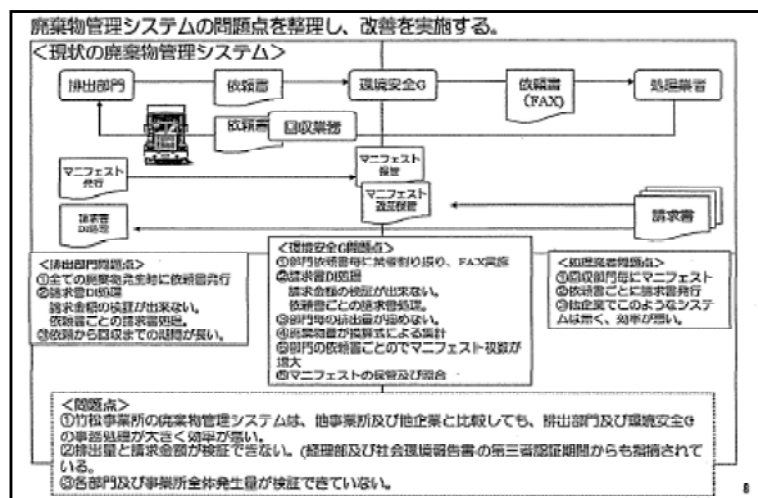 廃棄物管理システムの問題点を整理し、改善を実施する。
＜現状の廃棄物管理システム＞
排出部門
依頼書
環境安全G
依頼書
(FAX)
処理業者
依頼書
回収業務
マニフェスト
発行
マニフェスト
マニフェスト
請求書
DI処理
請求書
＜排出部門問題点＞
①全ての廃棄物発生時に依頼書発行
②請求書DI処理
請求金額の検証が出来ない。
依頼書ごとの請求書処理。
③依頼から回収までの期間が長い。
＜環境安全G問題点＞
①部門依頼書毎に業者割り振り、FAX実施
②請求書DI処理
請求金額の検証が出来ない。
依頼書ごとの請求書処理。
③部門毎の排出量が掴めない。
④廃棄物量が換算式による集計
⑤部門の依頼書ごとのでマニフェスト枚数が
増大
⑥マニフェストの保管及び照合
＜処理業者問題点＞
①回収部門毎にマニフェスト
②依頼書ごとに請求書発行
③他企業でこのようなシステ
ムは無く、効率が悪い。
＜問題点＞
①竹松事業所の廃棄物管理システムは、他事業所及び他企業と比較しても、排出部門及び環境安全G
の事務処理が大きく効率が悪い。
②排出量と請求金額が検証できない。(経理部及び社会環境報告書の第三者認証期間からも指摘されて
いる。
③各部門及び事業所全体発生量が検証できていない。
8